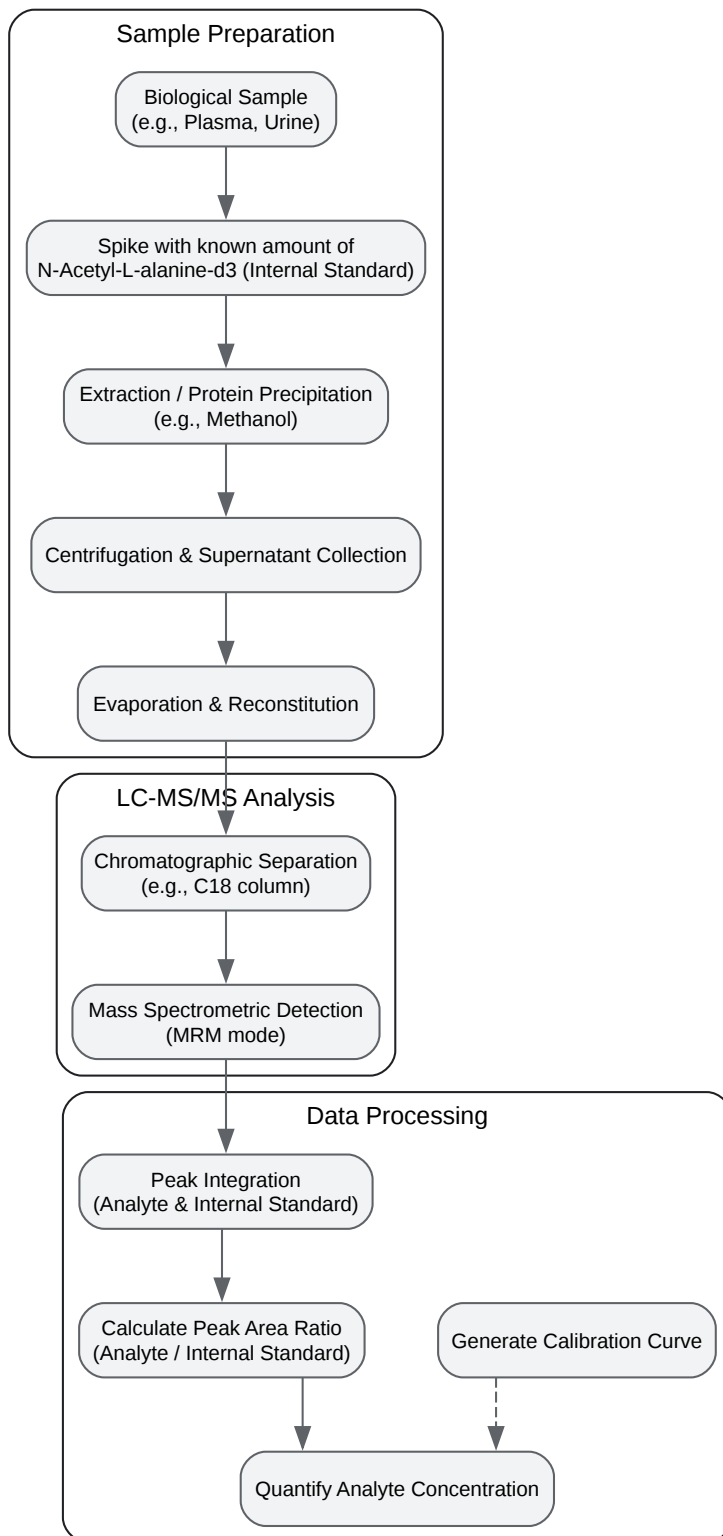 Sample Preparation
Biological Sample
(e.g., Plasma, Urine)
Spike with known amount of
N-Acetyl-L-alanine-d3 (Internal Standard)
Extraction / Protein Precipitation
(e.g., Methanol)
Centrifugation & Supernatant Collection
Evaporation & Reconstitution
LC-MS/MS Analysis
Chromatographic Separation
(e.g., C18 column)
Mass Spectrometric Detection
(MRM mode)
Data Processing
Peak Integration
(Analyte & Internal Standard)
Calculate Peak Area Ratio
(Analyte / Internal Standard)
Generate Calibration Curve
Quantify Analyte Concentration